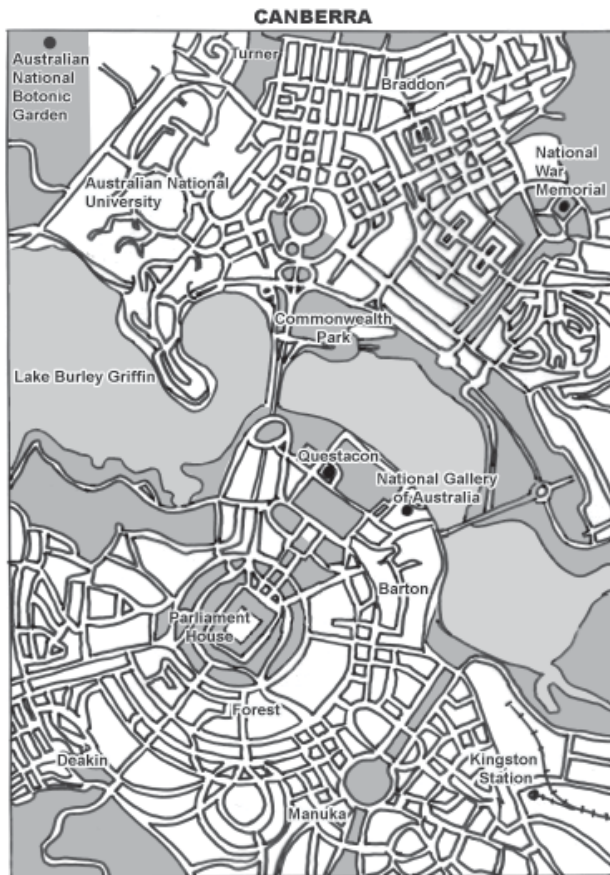 CANBERRA
Australian
National
Botonic
Garden
Turner
Braddon
National
War
Memorial
Australian National
University
Commonwealth
Park
Lake Burley Griffin
Questacon
National Gallery
of Australia
Barton
Parliament
House
Forest
Deakin
Kingston
Station
Manuka